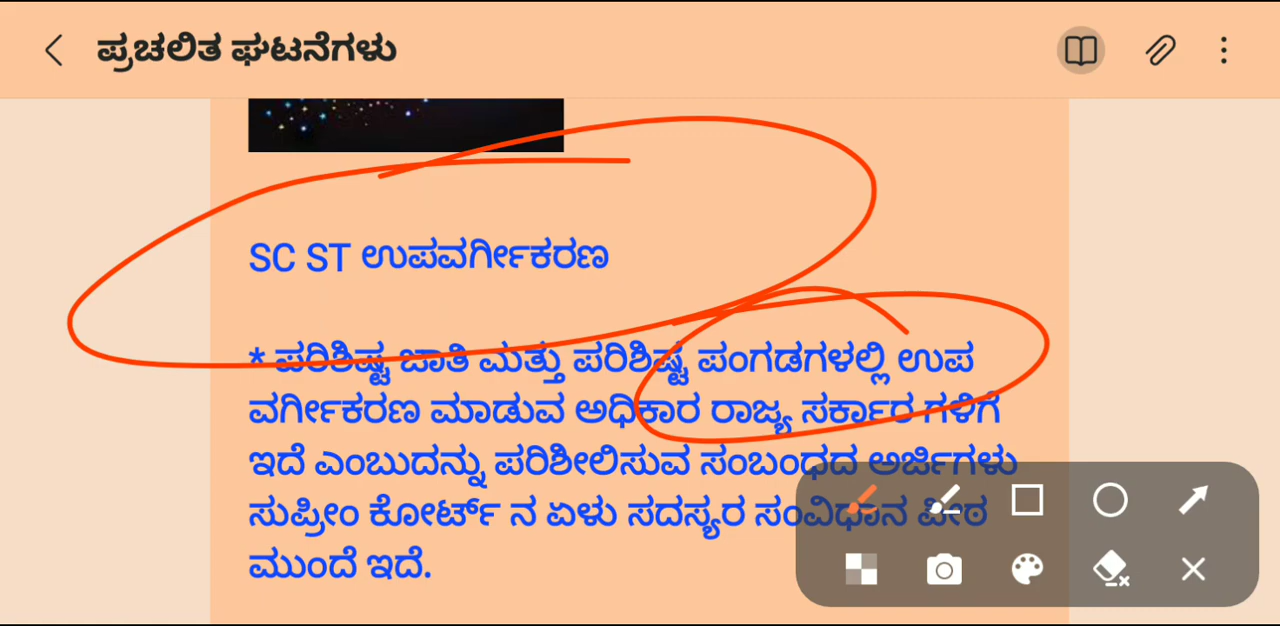 ಪ್ರಚಲಿತ ಘಟನೆಗಳು
SC ST ಉಪವರ್ಗೀಕರಣ
* ಪರಿಶಿಷ್ಟ ಜಾತಿ ಮತ್ತು ಪರಿಶಿಷ್ಟ ಪಂಗಡಗಳಲ್ಲಿ ಉಪ
ವರ್ಗೀಕರಣ ಮಾಡುವ ಅಧಿಕಾರ ರಾಜ್ಯ ಸರ್ಕಾರ ಗಳಿಗೆ
ಇದೆ ಎಂಬುದನ್ನು ಪರಿಶೀಲಿಸುವ ಸಂಬಂಧದ ಅರ್ಜಿಗಳು
ಸುಪ್ರೀಂ ಕೋರ್ಟ್ ನ ಏಳು ಸದಸ್ಯರ ಸಂವಿಧಾನ ಪೀಠ
ಮುಂದೆ ಇದೆ.